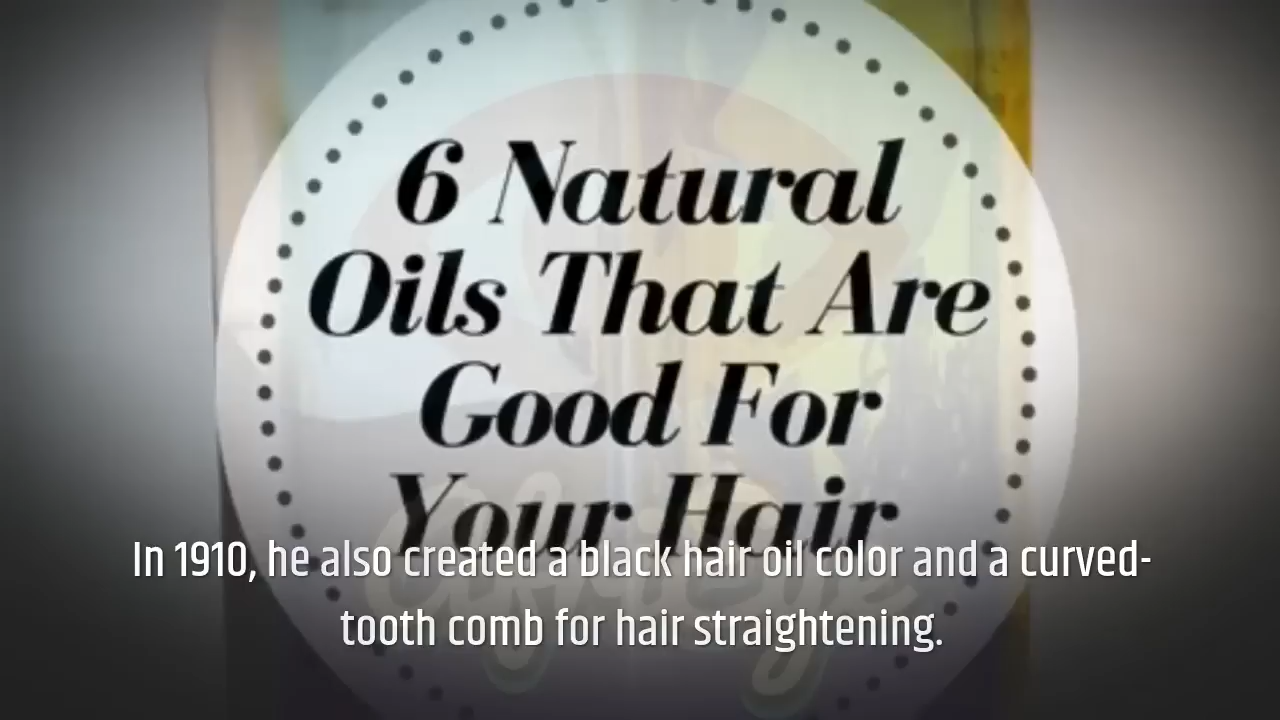 6 Natural
Oils That Are
Good For
Your Hair
In 1910, he also created a black hair oil color and a curved-
tooth comb for hair straightening.